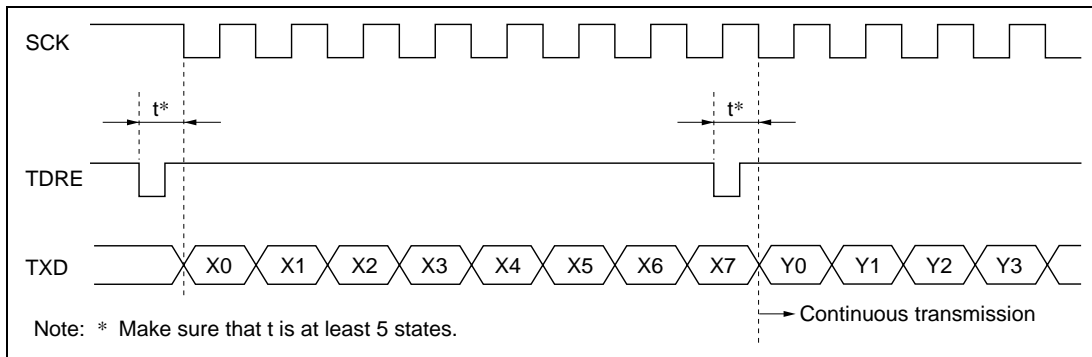 SCK
t*
t*
TDRE
TXD
X0 X1 X2 X3 X4 X5 X6 X7 Y0 Y1 Y2 Y3
Continuous transmission
Note: * Make sure that t is at least 5 states.